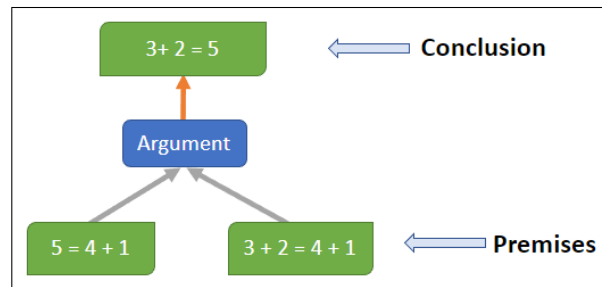 3+ 2 = 5
Conclusion
Argument
5 = 4 + 1
3 + 2 = 4 + 1
Premises